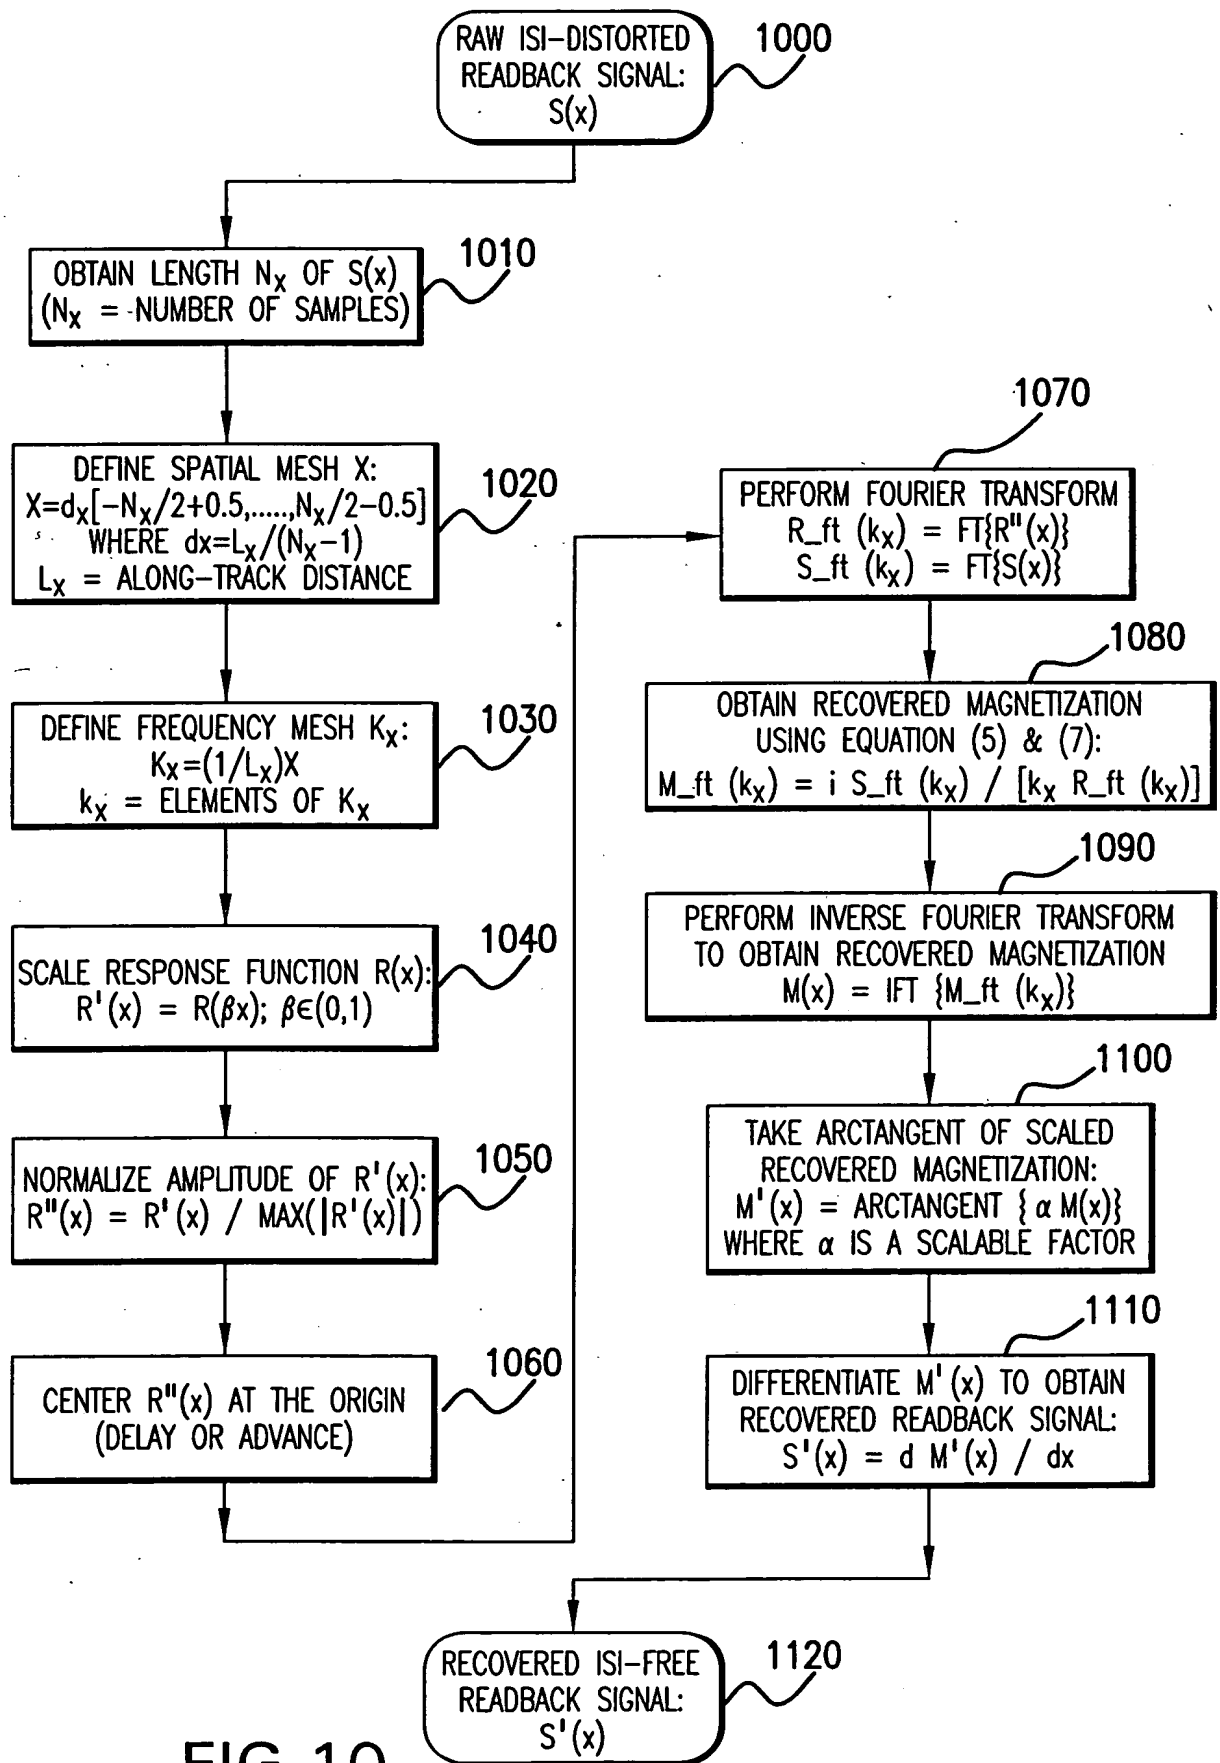 RAW ISI-DISTORTED
READBACK SIGNAL:
S(x)
1000
OBTAIN LENGTH Nx OF S(x)
(Nx = NUMBER OF SAMPLES)
1010
DEFINE SPATIAL MESH X:
X=dx[-Nx/2+0.5,.....,Nx/2-0.5]
WHERE dx=Lx/(Nx-1)
Lx = ALONG-TRACK DISTANCE
1020
DEFINE FREQUENCY MESH Kx:
Kx=(1/Lx)X
kx = ELEMENTS OF Kx
1030
SCALE RESPONSE FUNCTION R(x):
R'(x) = R(βx); β∈(0,1)
1040
NORMALIZE AMPLITUDE OF R'(x):
R"(x) = R'(x) / MAX(|R'(x)|)
1050
CENTER R"(x) AT THE ORIGIN
(DELAY OR ADVANCE)
1060
1070
PERFORM FOURIER TRANSFORM
R_ft (kx) = FT{R"(x)}
S_ft (kx) = FT{S(x)}
1080
OBTAIN RECOVERED MAGNETIZATION
USING EQUATION (5) & (7):
M_ft (kx) = i S_ft (kx) / [kx R_ft (kx)]
1090
PERFORM INVERSE FOURIER TRANSFORM
TO OBTAIN RECOVERED MAGNETIZATION
M(x) = IFT {M_ft (kx)}
1100
TAKE ARCTANGENT OF SCALED
RECOVERED MAGNETIZATION:
M'(x) = ARCTANGENT { α M(x)}
WHERE α IS A SCALABLE FACTOR
1110
DIFFERENTIATE M'(x) TO OBTAIN
RECOVERED READBACK SIGNAL:
S'(x) = d M'(x) / dx
RECOVERED ISI-FREE
READBACK SIGNAL:
S'(x)
1120
FIG. 10